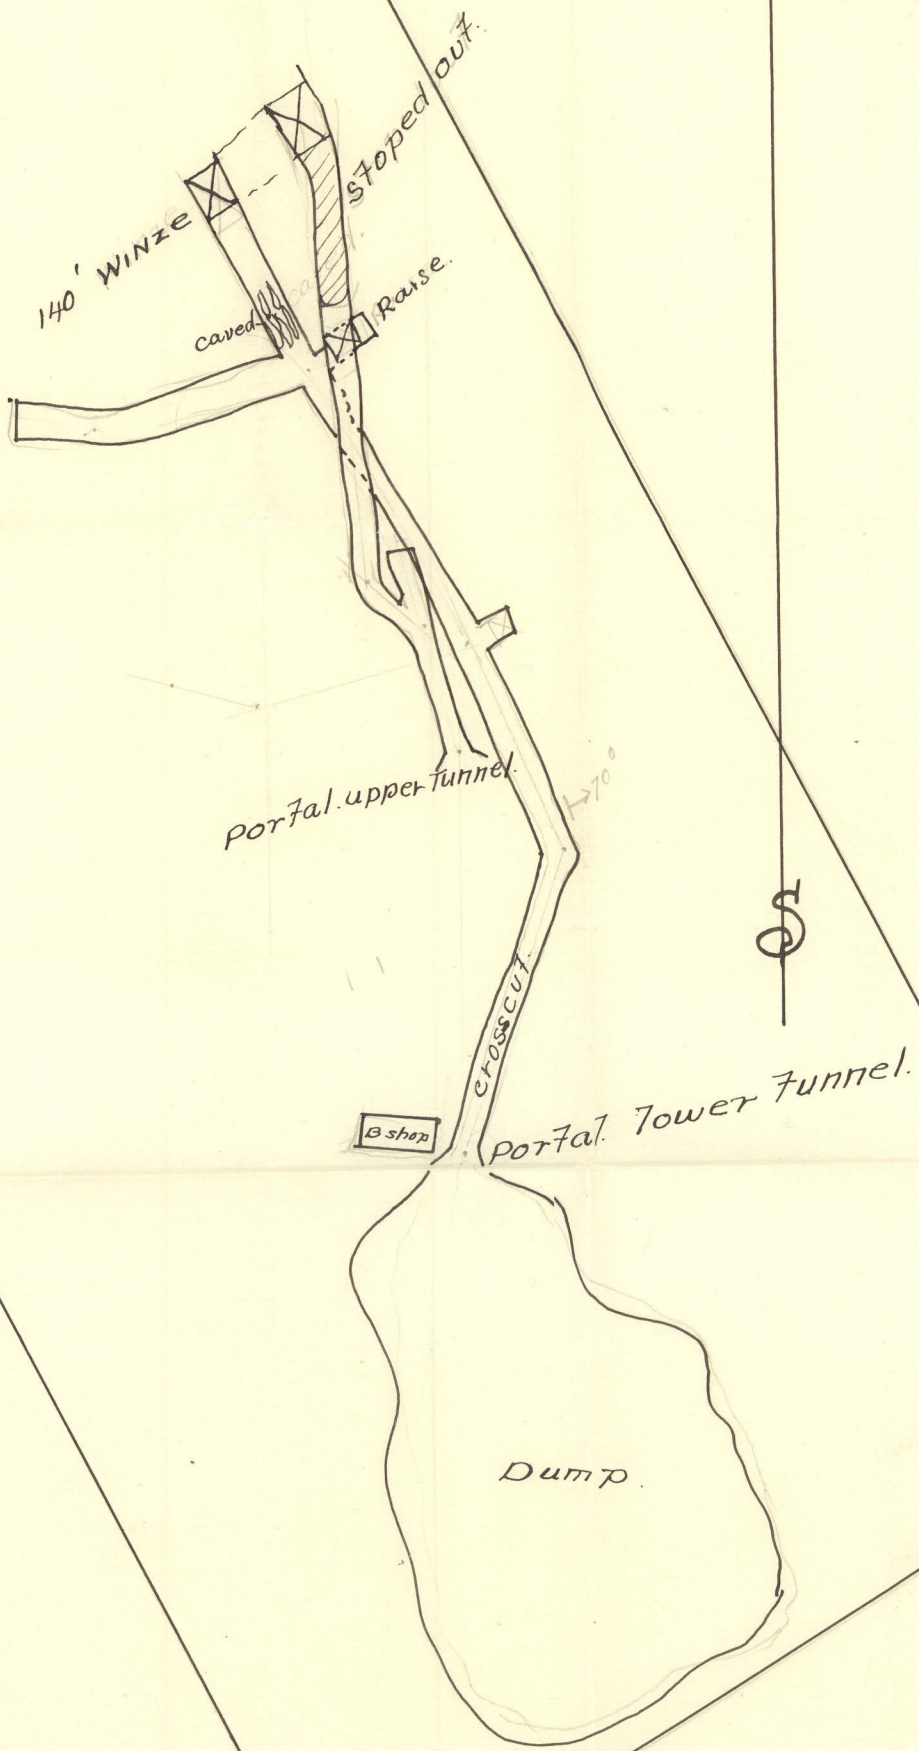 stoped out.
140' WINZE
Raise.
caved
Portal. upper Tunnel.
70°
S
crosscut.
Portal lower Tunnel.
B shop
Dump.